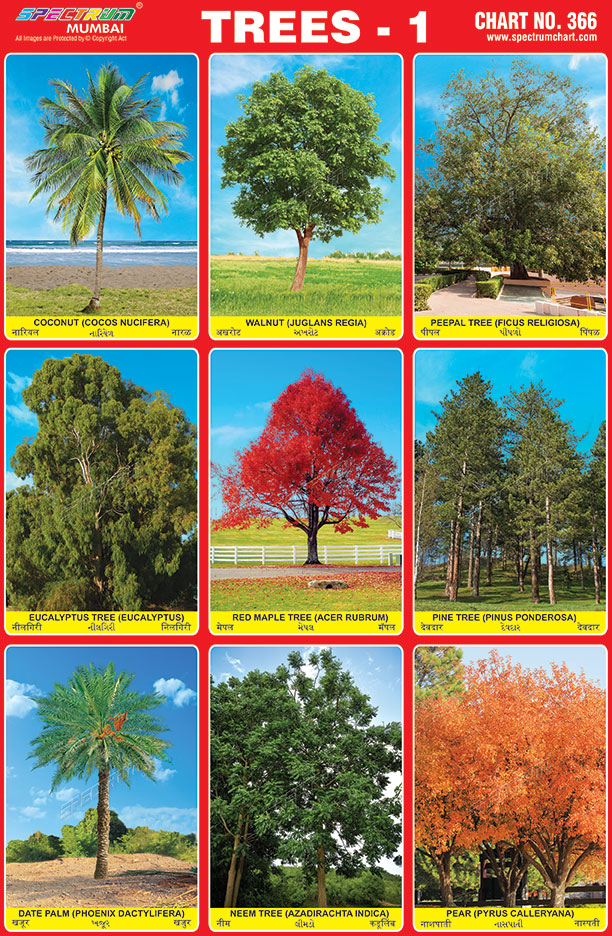 SPECTRUM
MUMBAI
All Images are Protected by © Copyright Act
TREES - 1
CHART NO. 366
www.spectrumchart.com
COCONUT (COCOS NUCIFERA)
नारियल નારિયેળ नारळ
WALNUT (JUGLANS REGIA)
अखरोट અખરોટ अक्रोड
PEEPAL TREE (FICUS RELIGIOSA)
पीपल પીપળો पिंपळ
EUCALYPTUS TREE (EUCALYPTUS)
नीलगिरी નીલગિરી निलगिरी
RED MAPLE TREE (ACER RUBRUM)
मेपल મેપલ मॅपल
PINE TREE (PINUS PONDEROSA)
देवदार દેવદાર देवदार
DATE PALM (PHOENIX DACTYLIFERA)
खजूर ખજૂર खजुर
NEEM TREE (AZADIRACHTA INDICA)
नीम લીમડો कडूलिंब
PEAR (PYRUS CALLERYANA)
नाशपाती નાસપાતી नास्पती